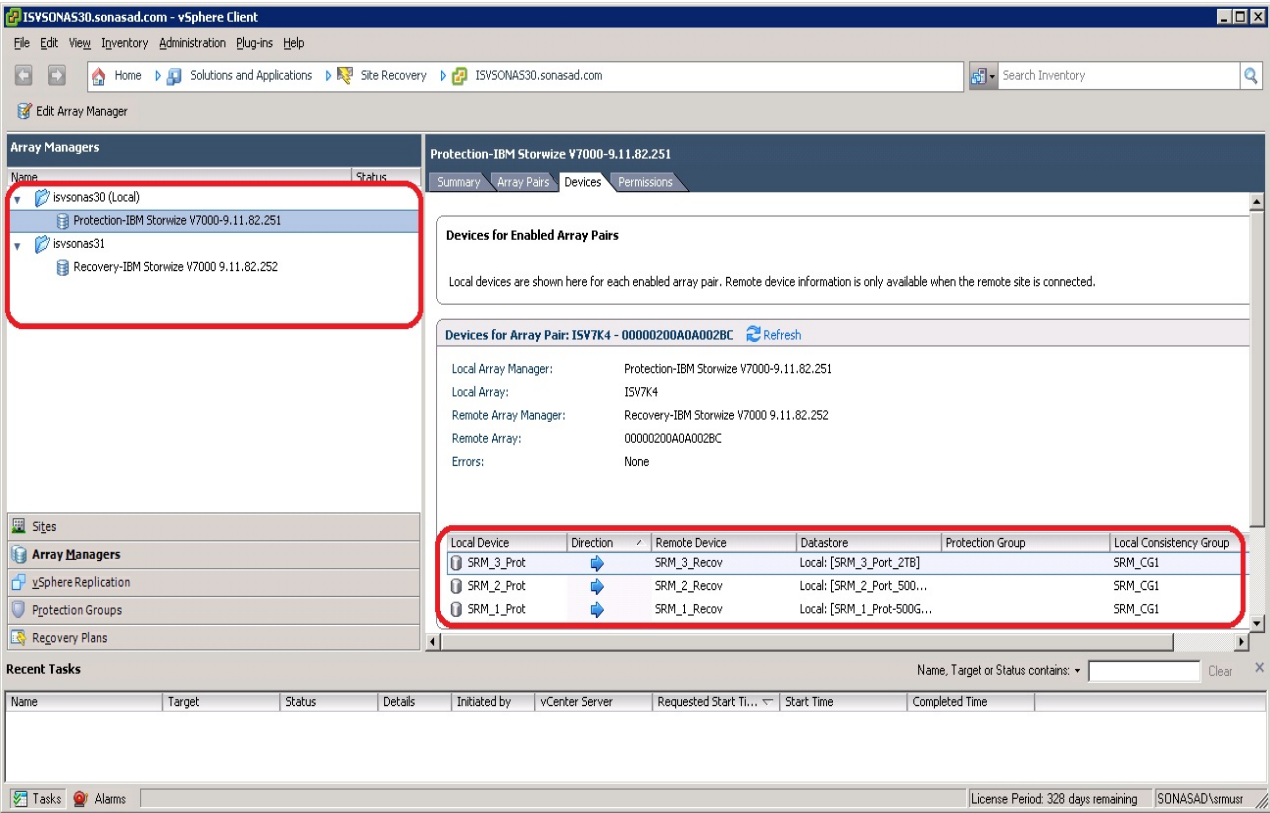 ISVSONAS30.sonasad.com - vSphere Client
File Edit View Inventory Administration Plug-ins Help
Home Solutions and Applications Site Recovery ISVSONAS30.sonasad.com Search Inventory
Edit Array Manager
Array Managers
Name Status
isvsonas30 (Local)
Protection-IBM Storwize V7000-9.11.82.251
isvsonas31
Recovery-IBM Storwize V7000 9.11.82.252
Sites
Array Managers
vSphere Replication
Protection Groups
Recovery Plans
Protection-IBM Storwize V7000-9.11.82.251
Summary Array Pairs Devices Permissions
Devices for Enabled Array Pairs
Local devices are shown here for each enabled array pair. Remote device information is only available when the remote site is connected.
Devices for Array Pair: ISV7K4 - 00000200A0A002BC Refresh
Local Array Manager: Protection-IBM Storwize V7000-9.11.82.251
Local Array: ISV7K4
Remote Array Manager: Recovery-IBM Storwize V7000 9.11.82.252
Remote Array: 00000200A0A002BC
Errors: None
Local Device Direction Remote Device Datastore Protection Group Local Consistency Group
SRM_3_Prot SRM_3_Recov Local: [SRM_3_Port_2TB] SRM_CG1
SRM_2_Prot SRM_2_Recov Local: [SRM_2_Port_500... SRM_CG1
SRM_1_Prot SRM_1_Recov Local: [SRM_1_Prot-500G... SRM_CG1
Recent Tasks
Name, Target or Status contains: Clear
Name Target Status Details Initiated by vCenter Server Requested Start Ti... Start Time Completed Time
Tasks Alarms
License Period: 328 days remaining SONASAD\srmusr